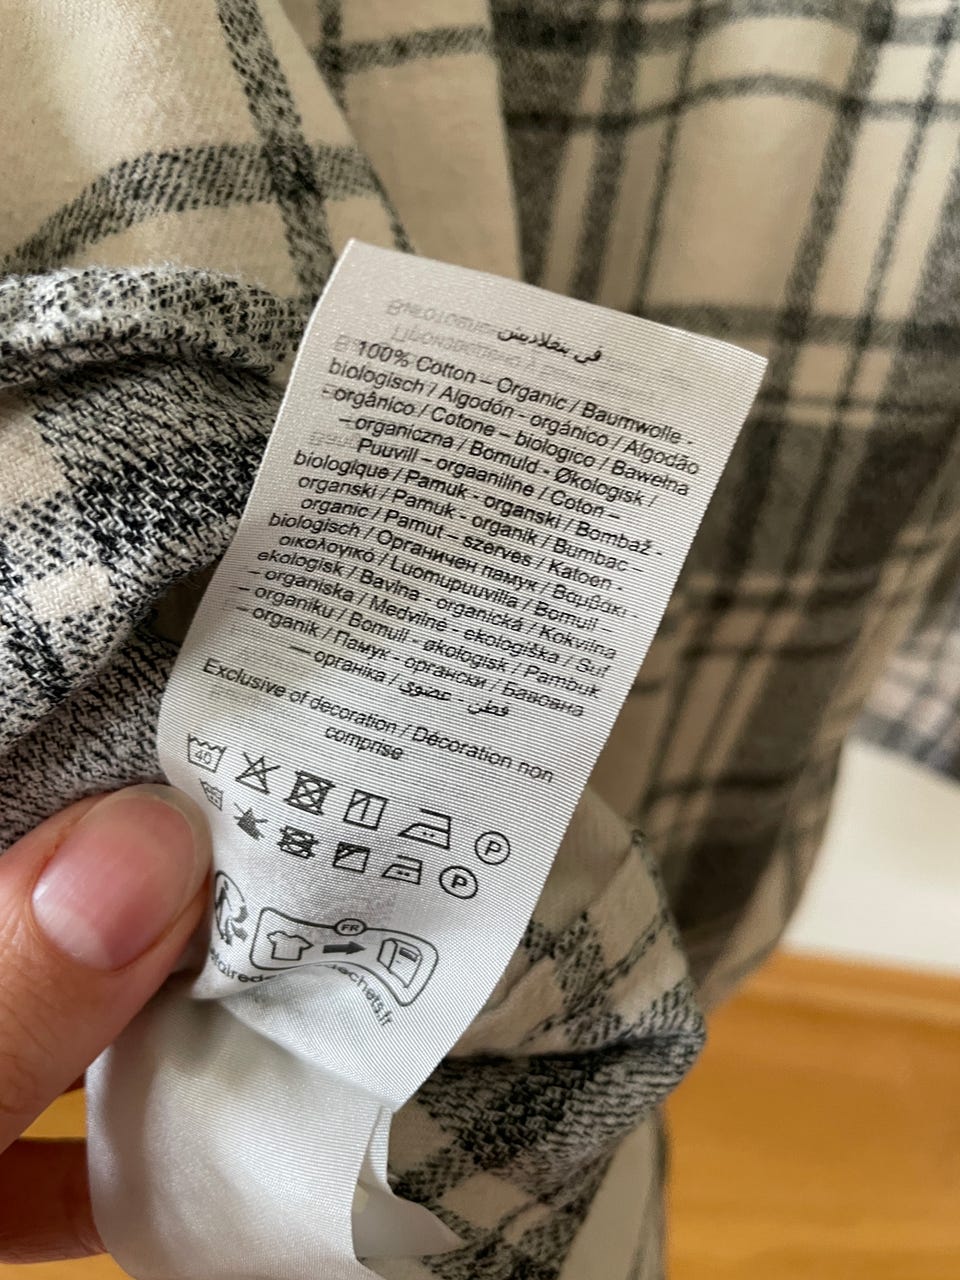 في بنغلاديش
100% Cotton – Organic / Baumwolle -
biologisch / Algodón - orgánico / Algodão
- orgânico / Cotone – biologico / Bawełna
– organiczna / Bomuld - Økologisk /
Puuvill – orgaaniline / Coton –
biologique / Pamuk - organski / Bombaž -
organski / Pamuk - organik / Bumbac –
organic / Pamut – szerves / Katoen -
biologisch / Органичен памук / Βαμβάκι
οικολογικό / Luomupuuvilla / Bomull –
ekologisk / Bavlna - organická / Kokvilna
– organiska / Medvilnė - ekologiška / Suf
– organiku / Bomull - økologisk / Pambuk
organik / Памук - органски / Бавовна
— органіка / قطن - عضوي
Exclusive of decoration / Décoration non
comprise
40
P
P
FR